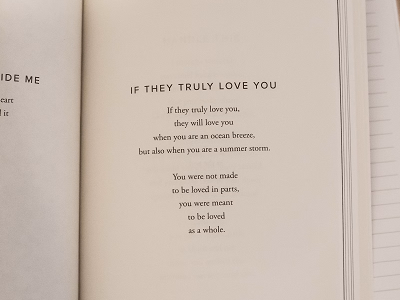 IDE ME
eart
l it
IF THEY TRULY LOVE YOU
If they truly love you,
they will love you
when you are an ocean breeze,
but also when you are a summer storm.
You were not made
to be loved in parts,
you were meant
to be loved
as a whole.